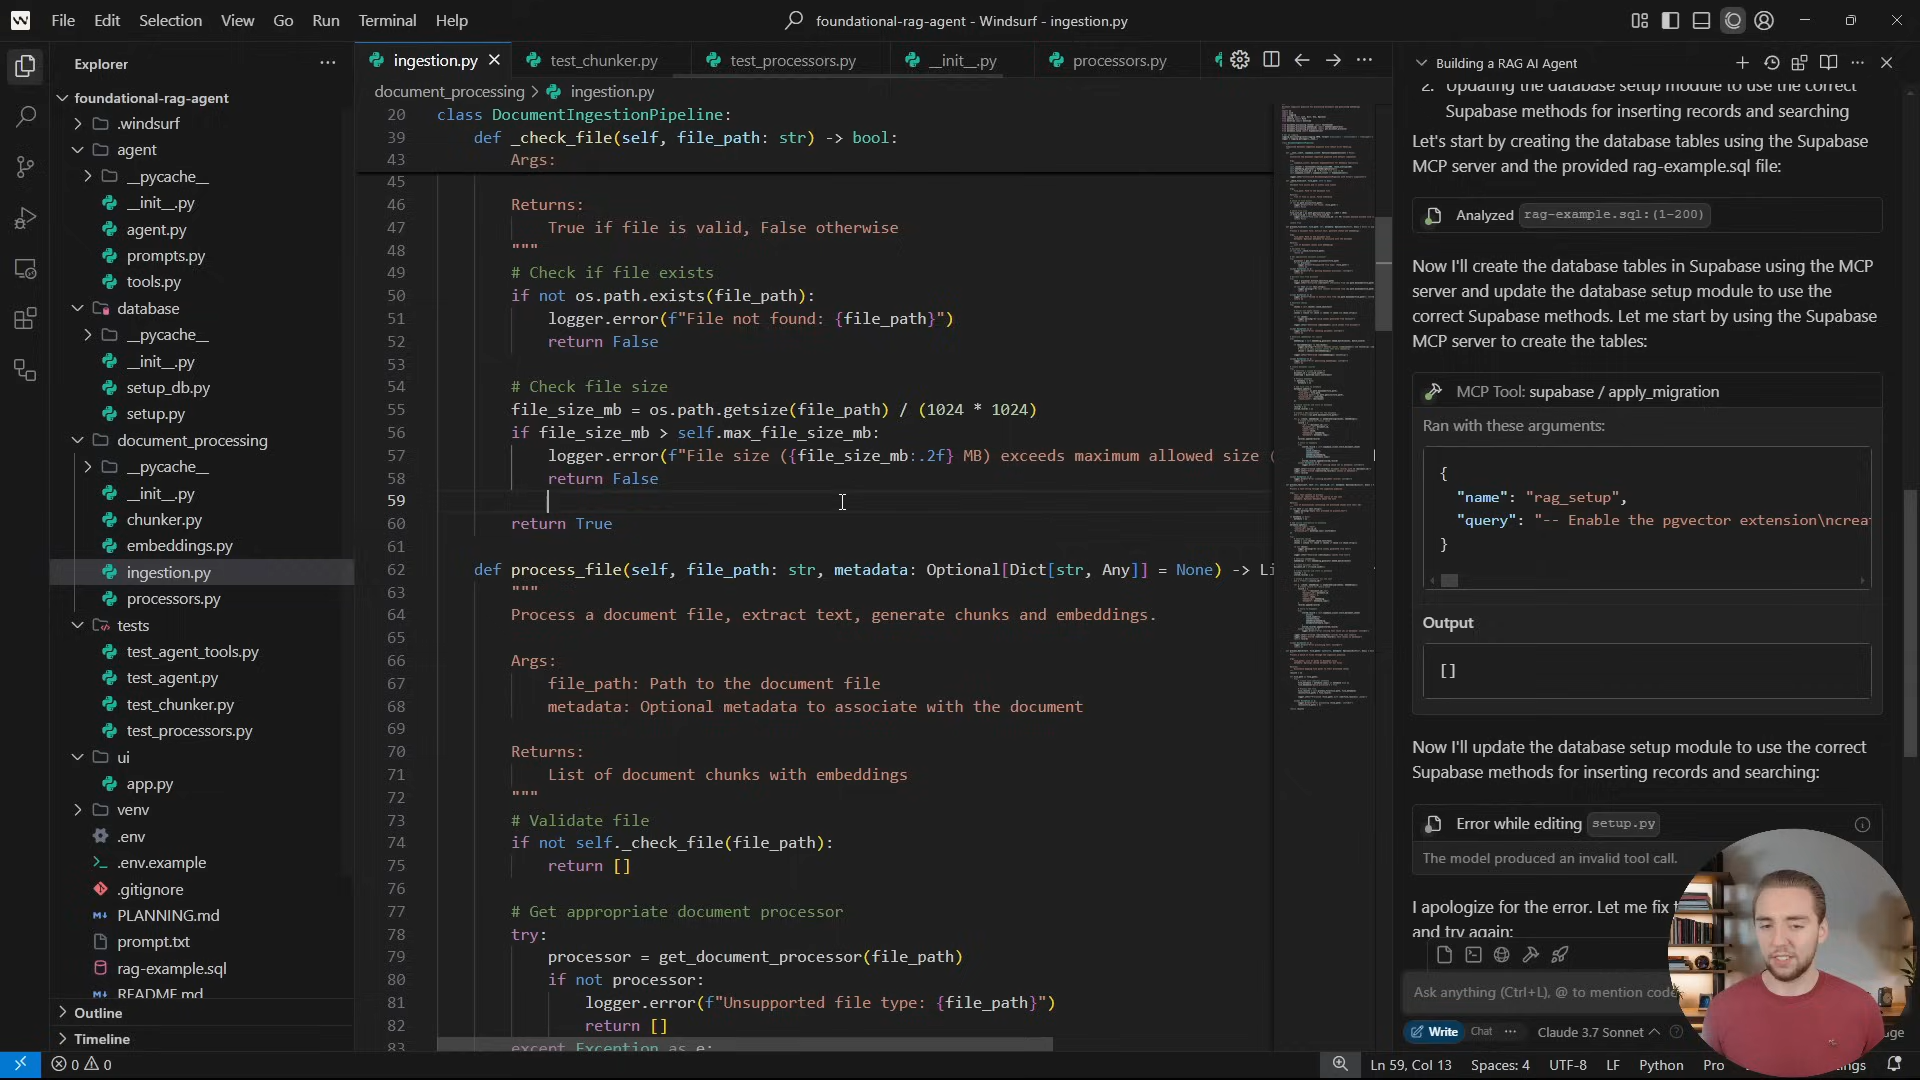 File Edit Selection View Go Run Terminal Help
foundational-rag-agent - Windsurf - ingestion.py
Explorer
foundational-rag-agent
.windsurf
agent
__pycache__
__init__.py
agent.py
prompts.py
tools.py
database
__pycache__
__init__.py
setup_db.py
setup.py
document_processing
__pycache__
__init__.py
chunker.py
embeddings.py
ingestion.py
processors.py
tests
test_agent_tools.py
test_agent.py
test_chunker.py
test_processors.py
ui
app.py
venv
.env
.env.example
.gitignore
PLANNING.md
prompt.txt
rag-example.sql
README.md
Outline
Timeline
ingestion.py test_chunker.py test_processors.py __init__.py processors.py
document_processing > ingestion.py
20 class DocumentIngestionPipeline:
39 def _check_file(self, file_path: str) -> bool:
43 Args:
45
46 Returns:
47 True if file is valid, False otherwise
48 """
49 # Check if file exists
50 if not os.path.exists(file_path):
51 logger.error(f"File not found: {file_path}")
52 return False
53
54 # Check file size
55 file_size_mb = os.path.getsize(file_path) / (1024 * 1024)
56 if file_size_mb > self.max_file_size_mb:
57 logger.error(f"File size ({file_size_mb:.2f} MB) exceeds maximum allowed size (
58 return False
59
60 return True
61
62 def process_file(self, file_path: str, metadata: Optional[Dict[str, Any]] = None) -> Li
63 """
64 Process a document file, extract text, generate chunks and embeddings.
65
66 Args:
67 file_path: Path to the document file
68 metadata: Optional metadata to associate with the document
69
70 Returns:
71 List of document chunks with embeddings
72 """
73 # Validate file
74 if not self._check_file(file_path):
75 return []
76
77 # Get appropriate document processor
78 try:
79 processor = get_document_processor(file_path)
80 if not processor:
81 logger.error(f"Unsupported file type: {file_path}")
82 return []
83 except Exception as e:
Building a RAG AI Agent
2. Updating the database setup module to use the correct
Supabase methods for inserting records and searching
Let's start by creating the database tables using the Supabase
MCP server and the provided rag-example.sql file:
Analyzed rag-example.sql:(1-200)
Now I'll create the database tables in Supabase using the MCP
server and update the database setup module to use the
correct Supabase methods. Let me start by using the Supabase
MCP server to create the tables:
MCP Tool: supabase / apply_migration
Ran with these arguments:
{
"name": "rag_setup",
"query": "-- Enable the pgvector extension\ncrea
}
Output
[]
Now I'll update the database setup module to use the correct
Supabase methods for inserting records and searching:
Error while editing setup.py
The model produced an invalid tool call.
I apologize for the error. Let me fix
and try again:
Ask anything (Ctrl+L), @ to mention code
Write Chat ... Claude 3.7 Sonnet
0 0 Ln 59, Col 13 Spaces: 4 UTF-8 LF Python Pro